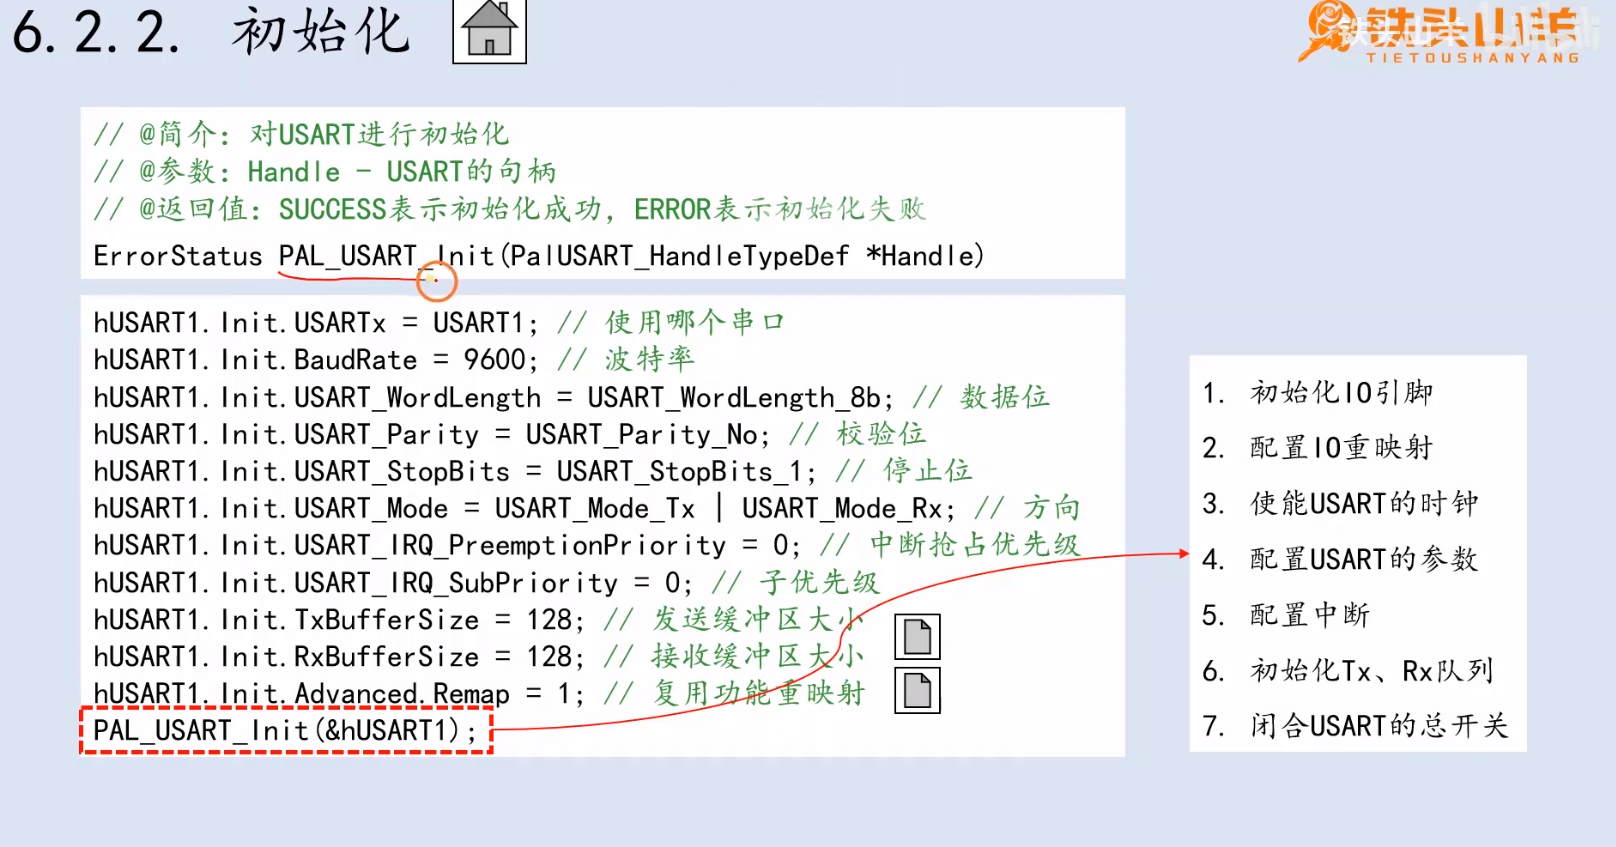 6.2.2. 初始化
铁头山羊
TIETOUSHANYANG
// @简介：对USART进行初始化
// @参数：Handle - USART的句柄
// @返回值：SUCCESS表示初始化成功，ERROR表示初始化失败
ErrorStatus PAL_USART_Init(PalUSART_HandleTypeDef *Handle)
hUSART1.Init.USARTx = USART1; // 使用哪个串口
hUSART1.Init.BaudRate = 9600; // 波特率
hUSART1.Init.USART_WordLength = USART_WordLength_8b; // 数据位
hUSART1.Init.USART_Parity = USART_Parity_No; // 校验位
hUSART1.Init.USART_StopBits = USART_StopBits_1; // 停止位
hUSART1.Init.USART_Mode = USART_Mode_Tx | USART_Mode_Rx; // 方向
hUSART1.Init.USART_IRQ_PreemptionPriority = 0; // 中断抢占优先级
hUSART1.Init.USART_IRQ_SubPriority = 0; // 子优先级
hUSART1.Init.TxBufferSize = 128; // 发送缓冲区大小
hUSART1.Init.RxBufferSize = 128; // 接收缓冲区大小
hUSART1.Init.Advanced.Remap = 1; // 复用功能重映射
PAL_USART_Init(&hUSART1);
1. 初始化IO引脚
2. 配置IO重映射
3. 使能USART的时钟
4. 配置USART的参数
5. 配置中断
6. 初始化Tx、Rx队列
7. 闭合USART的总开关